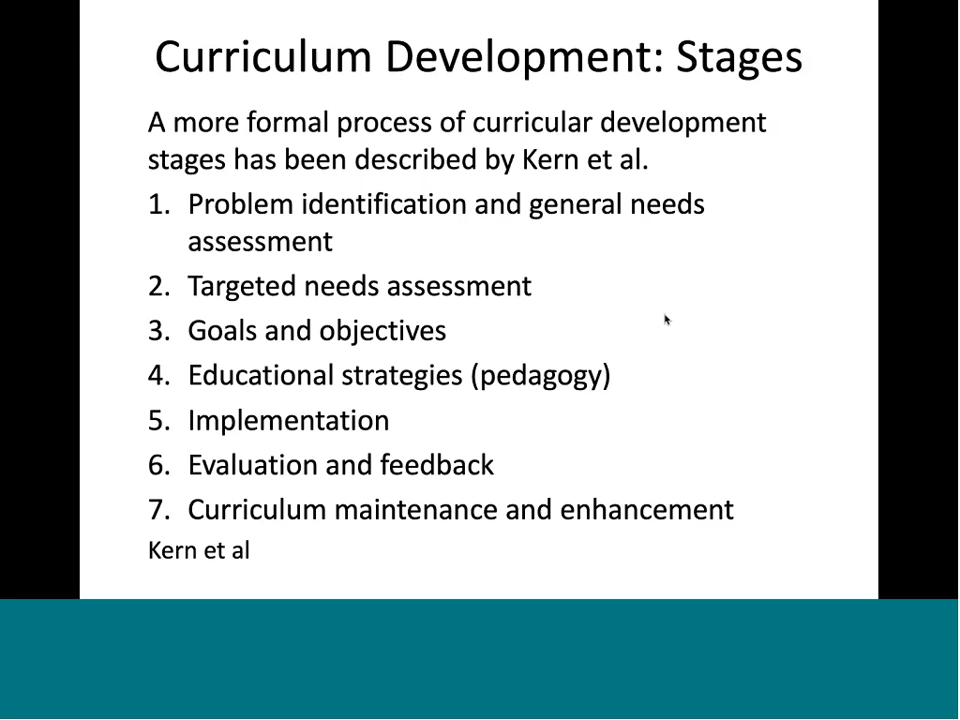 Curriculum Development: Stages
A more formal process of curricular development
stages has been described by Kern et al.
1. Problem identification and general needs
assessment
2. Targeted needs assessment
3. Goals and objectives
4. Educational strategies (pedagogy)
5. Implementation
6. Evaluation and feedback
7. Curriculum maintenance and enhancement
Kern et al